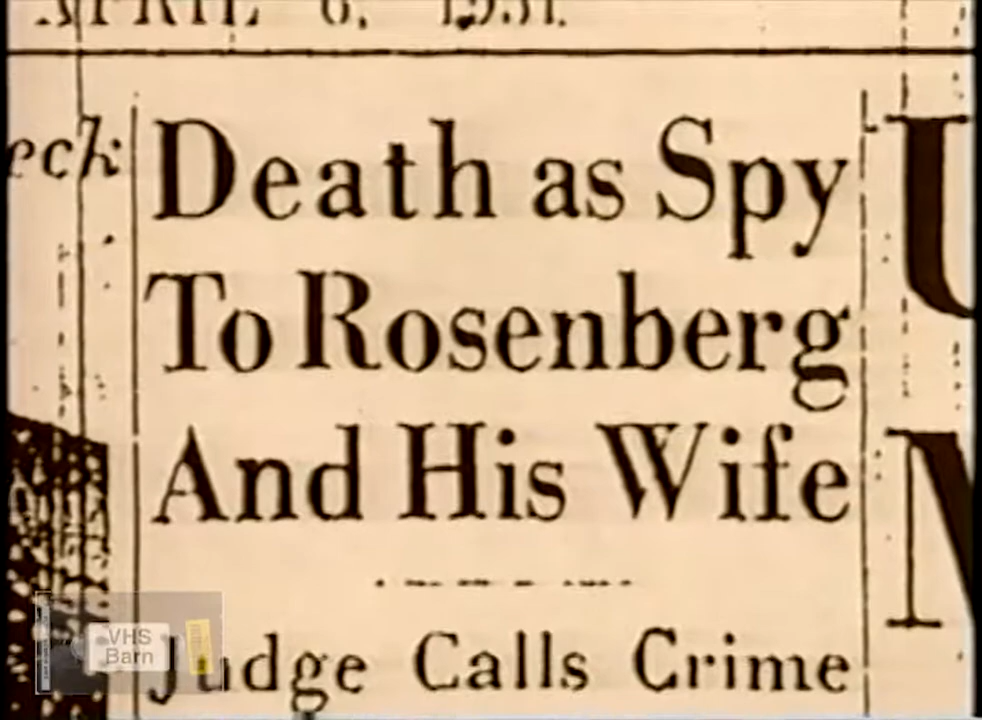 APRIL 6, 1951.
eck
Death as Spy
To Rosenberg
And His Wife
Judge Calls Crime
U
VHS
Barn